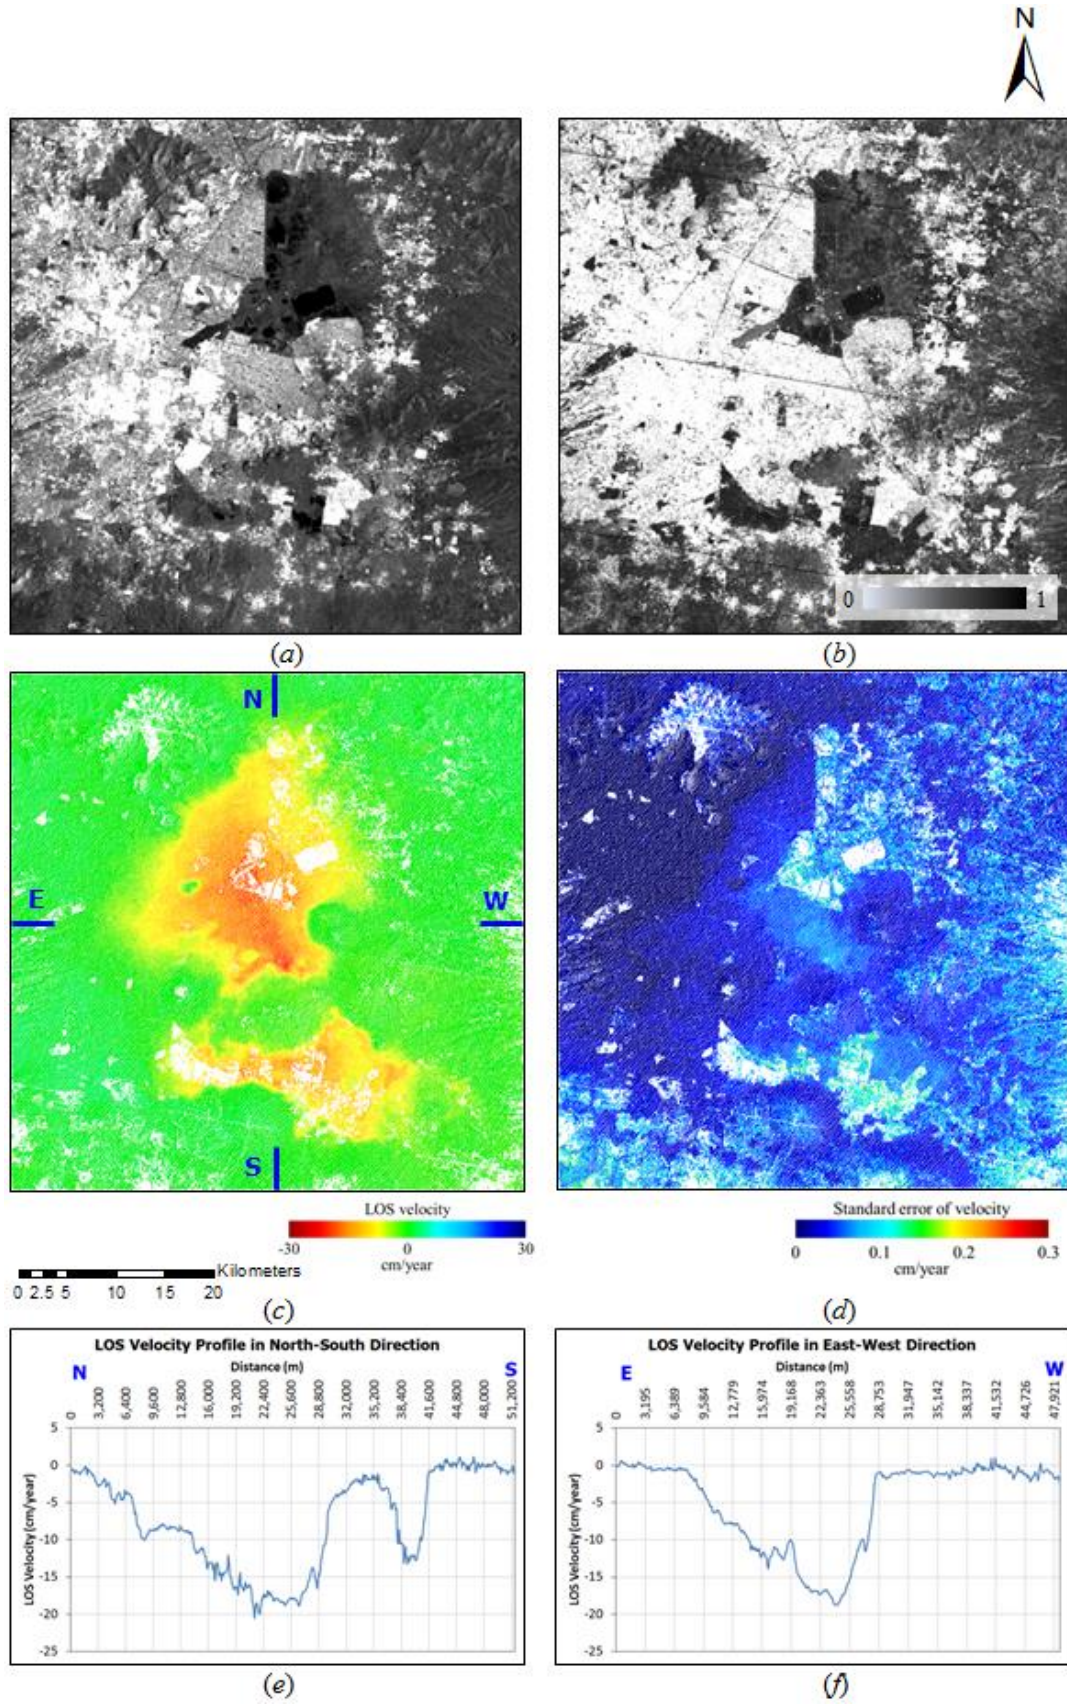 N
0 1
(a) (b)
N
E W
S
LOS velocity
-30 0 30
cm/year
Standard error of velocity
0 0.1 0.2 0.3
cm/year
Kilometers
0 2.5 5 10 15 20
(c) (d)
LOS Velocity Profile in North-South Direction
N Distance (m) S
0 3,200 6,400 9,600 12,800 16,000 19,200 22,400 25,600 28,800 32,000 35,200 38,400 41,600 44,800 48,000 51,200
5
0
-5
-10
-15
-20
-25
LOS Velocity (cm/year)
LOS Velocity Profile in East-West Direction
E Distance (m) W
0 3,195 6,389 9,584 12,779 15,974 19,168 22,363 25,558 28,753 31,947 35,142 38,337 41,532 44,726 47,921
5
0
-5
-10
-15
-20
-25
LOS Velocity (cm/year)
(e) (f)